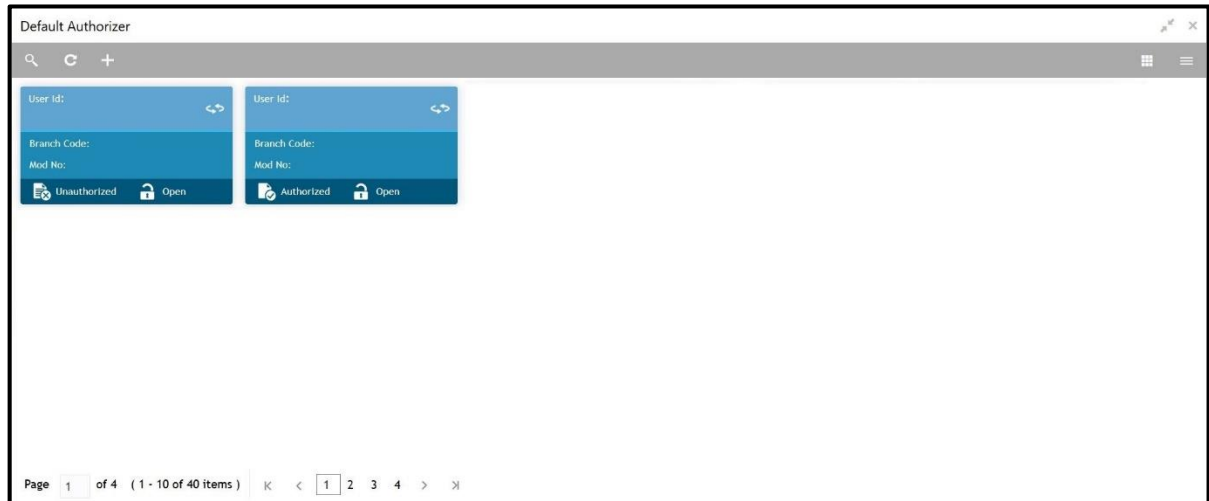 Default Authorizer
User Id: User Id:
Branch Code: Branch Code:
Mod No: Mod No:
Unauthorized Open Authorized Open
Page 1 of 4 ( 1 - 10 of 40 items ) K < 1 2 3 4 > >|